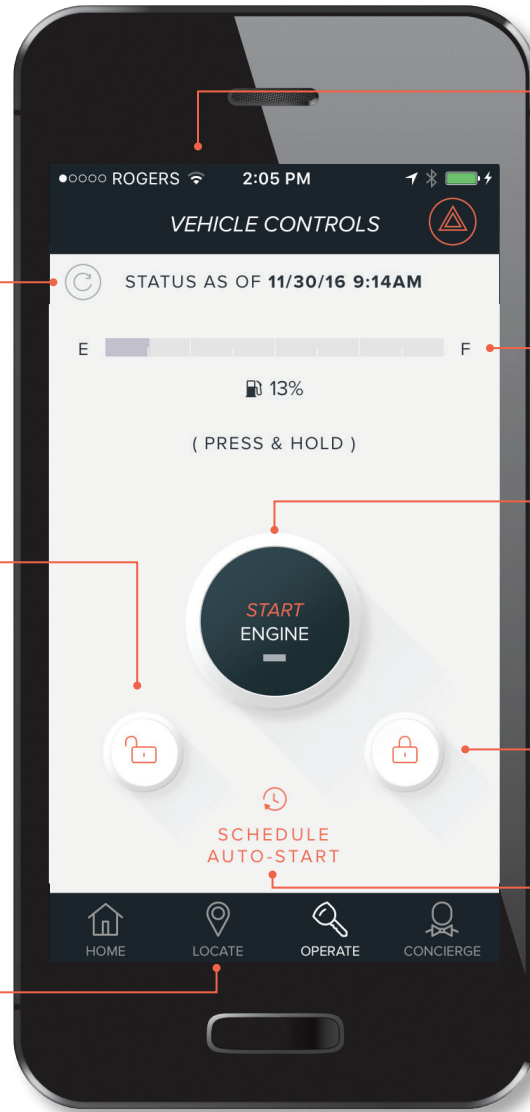 ROGERS 2:05 PM
VEHICLE CONTROLS
STATUS AS OF 11/30/16 9:14AM
E F
13%
( PRESS & HOLD )
START
ENGINE
SCHEDULE
AUTO-START
HOME LOCATE OPERATE CONCIERGE